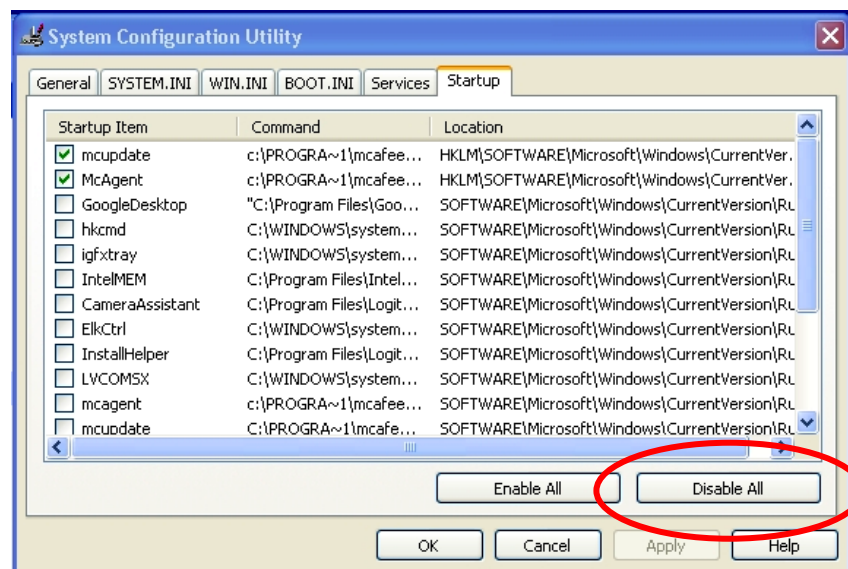 System Configuration Utility
General SYSTEM.INI WIN.INI BOOT.INI Services Startup
Startup Item Command Location
mcupdate c:\PROGRA~1\mcafee... HKLM\SOFTWARE\Microsoft\Windows\CurrentVer.
McAgent c:\PROGRA~1\mcafee... HKLM\SOFTWARE\Microsoft\Windows\CurrentVer.
GoogleDesktop "C:\Program Files\Goo... SOFTWARE\Microsoft\Windows\CurrentVersion\Ru
hkcmd C:\WINDOWS\system... SOFTWARE\Microsoft\Windows\CurrentVersion\Ru
igfxtray C:\WINDOWS\system... SOFTWARE\Microsoft\Windows\CurrentVersion\Ru
IntelMEM C:\Program Files\Intel... SOFTWARE\Microsoft\Windows\CurrentVersion\Ru
CameraAssistant C:\Program Files\Logit... SOFTWARE\Microsoft\Windows\CurrentVersion\Ru
ElkCtrl C:\WINDOWS\system... SOFTWARE\Microsoft\Windows\CurrentVersion\Ru
InstallHelper C:\Program Files\Logit... SOFTWARE\Microsoft\Windows\CurrentVersion\Ru
LVCOMSX C:\WINDOWS\system... SOFTWARE\Microsoft\Windows\CurrentVersion\Ru
mcagent c:\PROGRA~1\mcafee... SOFTWARE\Microsoft\Windows\CurrentVersion\Ru
mcupdate C:\PROGRA~1\mcafe... SOFTWARE\Microsoft\Windows\CurrentVersion\Ru
Enable All Disable All
OK Cancel Apply Help